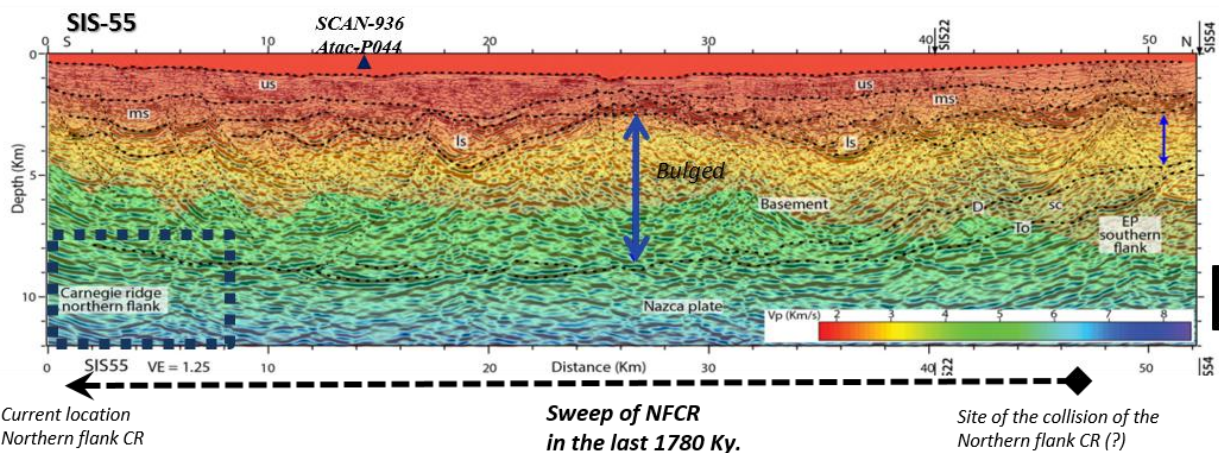 SIS-55
SCAN-936
Atac-P044
0 S 10 20 30 40 SIS22 50 N SIS54
0
5
10
Depth (Km)
us
us
ms
ms
ls
ls
Bulged
Basement
D
sc
To
EP
southern
flank
Carnegie ridge
northern flank
Nazca plate
Vp (Km/s) 2 3 4 5 6 7 8
0 SIS55 VE = 1.25 10 20 Distance (Km) 30 40 SIS22 50 SIS54
Current location
Northern flank CR
Sweep of NFCR
in the last 1780 Ky.
Site of the collision of the
Northern flank CR (?)